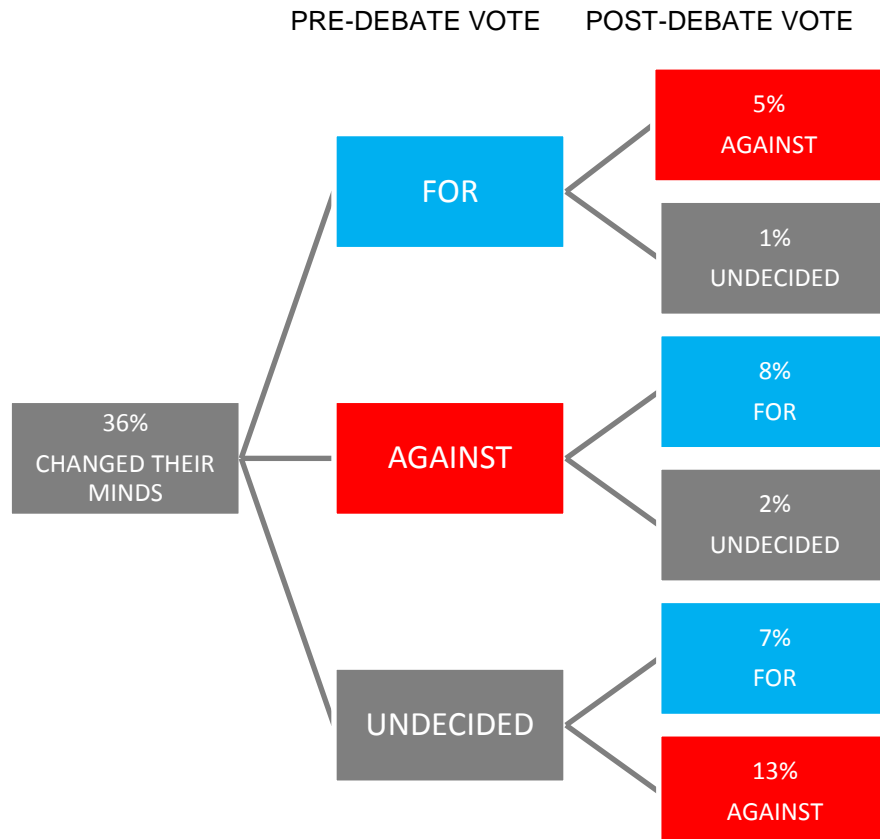 PRE-DEBATE VOTE POST-DEBATE VOTE
5%
AGAINST
FOR
1%
UNDECIDED
8%
FOR
36%
CHANGED THEIR
MINDS
AGAINST
2%
UNDECIDED
7%
FOR
UNDECIDED
13%
AGAINST